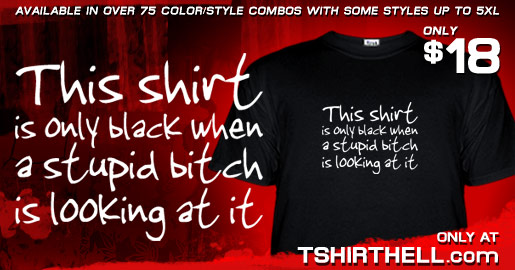 AVAILABLE IN OVER 75 COLOR/STYLE COMBOS WITH SOME STYLES UP TO 5XL
ONLY
$18
This shirt
is only black when
a stupid bitch
is looking at it
This shirt
is only black when
a stupid bitch
is looking at it
ONLY AT
TSHIRTHELL.com